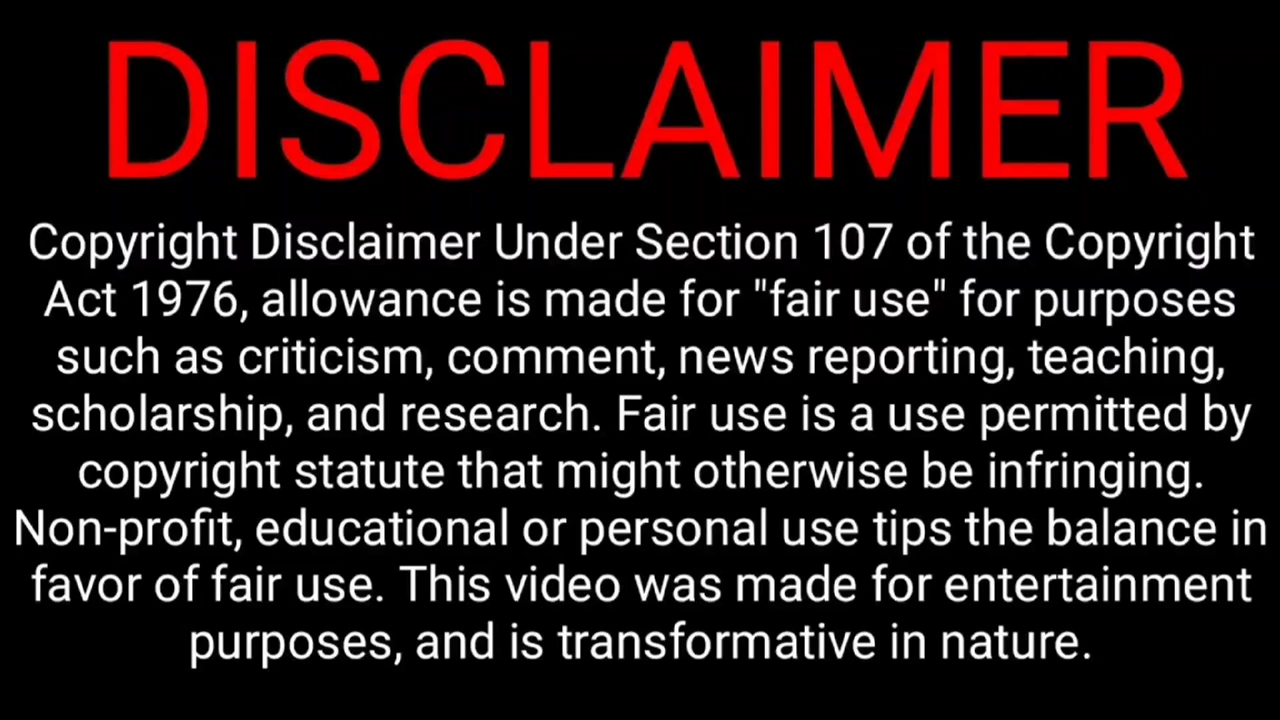 DISCLAIMER
Copyright Disclaimer Under Section 107 of the Copyright
Act 1976, allowance is made for "fair use" for purposes
such as criticism, comment, news reporting, teaching,
scholarship, and research. Fair use is a use permitted by
copyright statute that might otherwise be infringing.
Non-profit, educational or personal use tips the balance in
favor of fair use. This video was made for entertainment
purposes, and is transformative in nature.